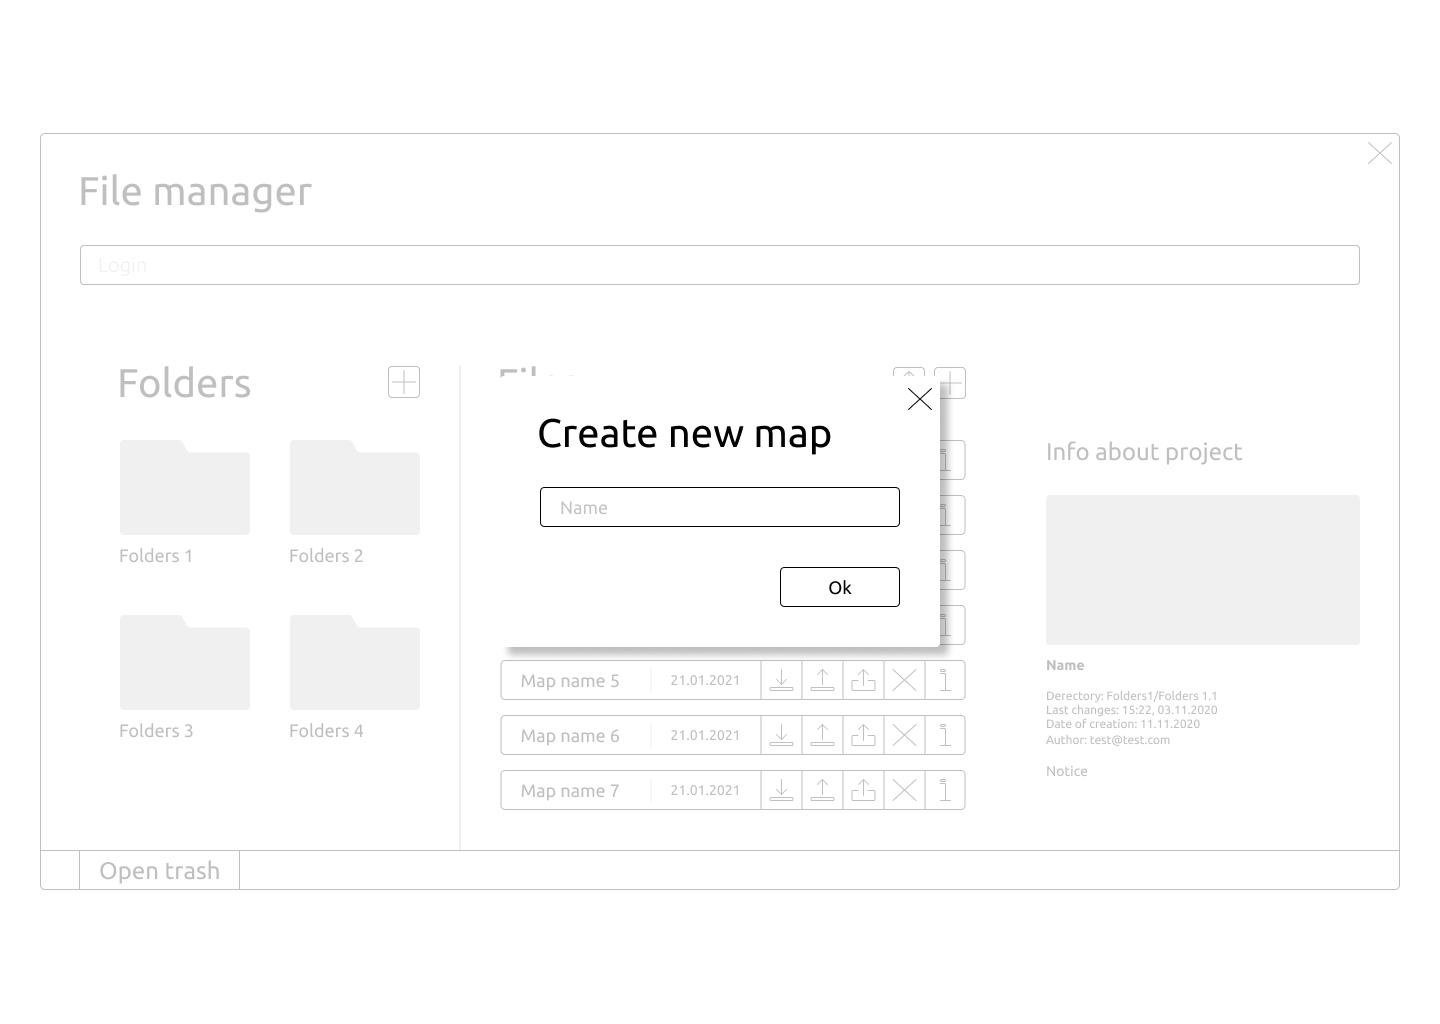 File manager
Login
Folders
Files
Create new map
Name
Ok
Folders 1
Folders 2
Folders 3
Folders 4
Map name 5
21.01.2021
Map name 6
21.01.2021
Map name 7
21.01.2021
Info about project
Name
Derectory: Folders1/Folders 1.1
Last changes: 15:22, 03.11.2020
Date of creation: 11.11.2020
Author: test@test.com
Notice
Open trash